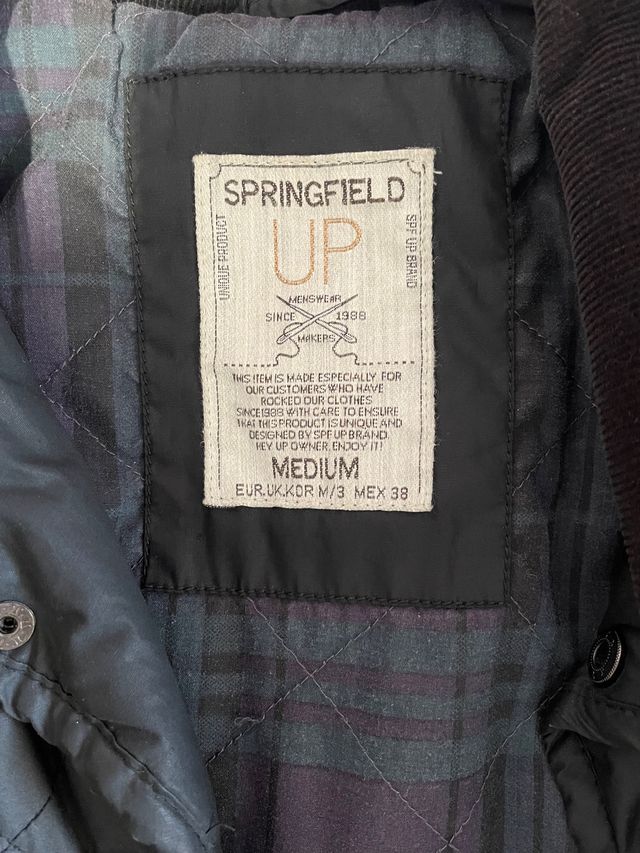 SPRINGFIELD
UP
UNIQUE PRODUCT
SPF UP BRAND
MENSWEAR
SINCE 1988
MAKERS
THIS ITEM IS MADE ESPECIALLY FOR
OUR CUSTOMERS WHO HAVE
ROCKED OUR CLOTHES
SINCE1988 WITH CARE TO ENSURE
THAT THIS PRODUCT IS UNIQUE AND
DESIGNED BY SPF UP BRAND.
HEY UP OWNER, ENJOY IT!
MEDIUM
EUR.UK.KOR M/3 MEX 38